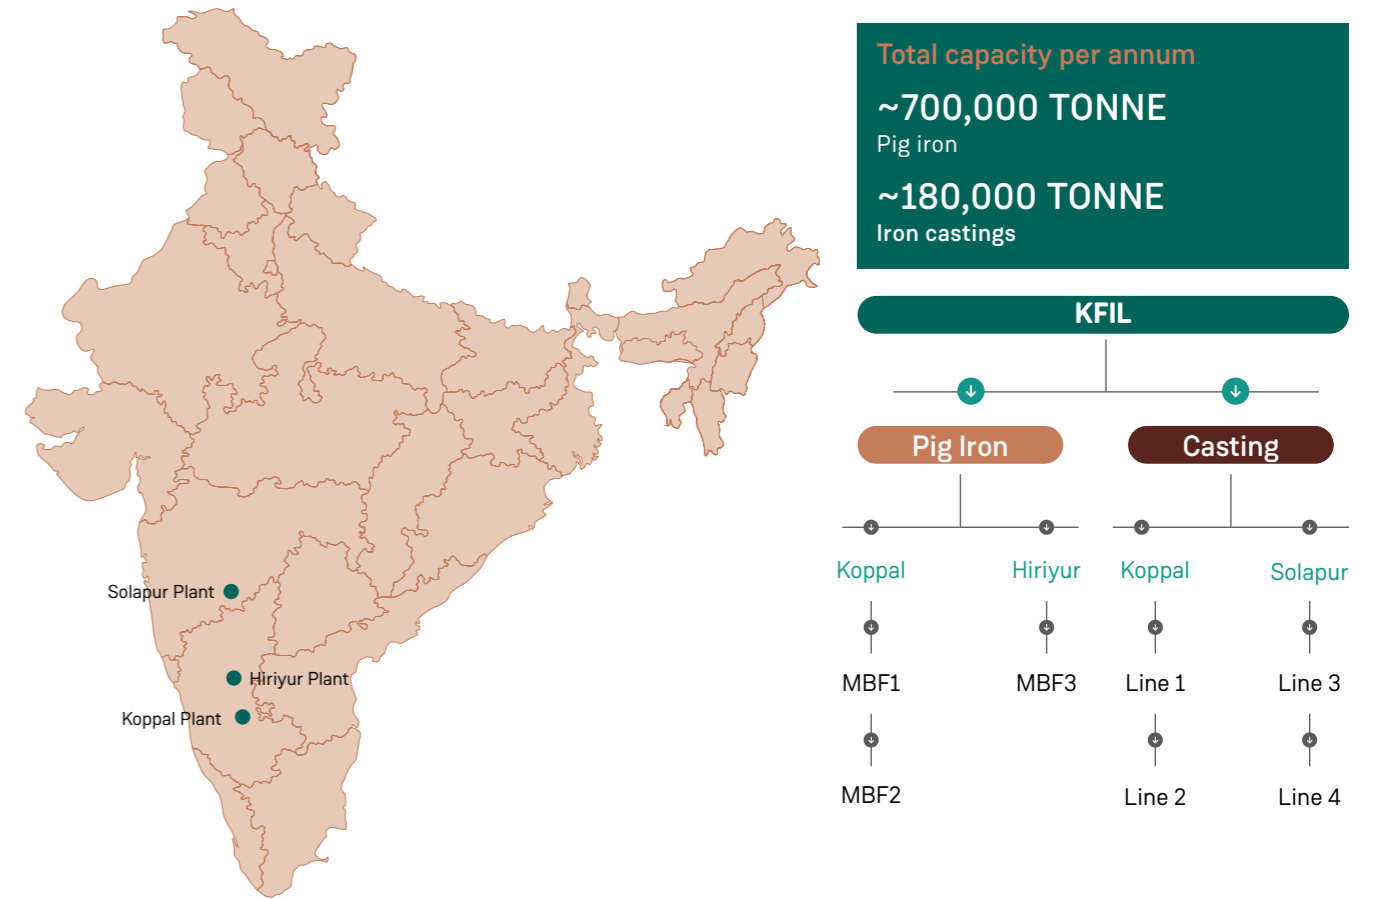 Total capacity per annum
~700,000 TONNE
Pig iron
~180,000 TONNE
Iron castings
KFIL
Pig Iron
Casting
Koppal
Hiriyur
Koppal
Solapur
MBF1
MBF3
Line 1
Line 3
MBF2
Line 2
Line 4
Solapur Plant
Hiriyur Plant
Koppal Plant